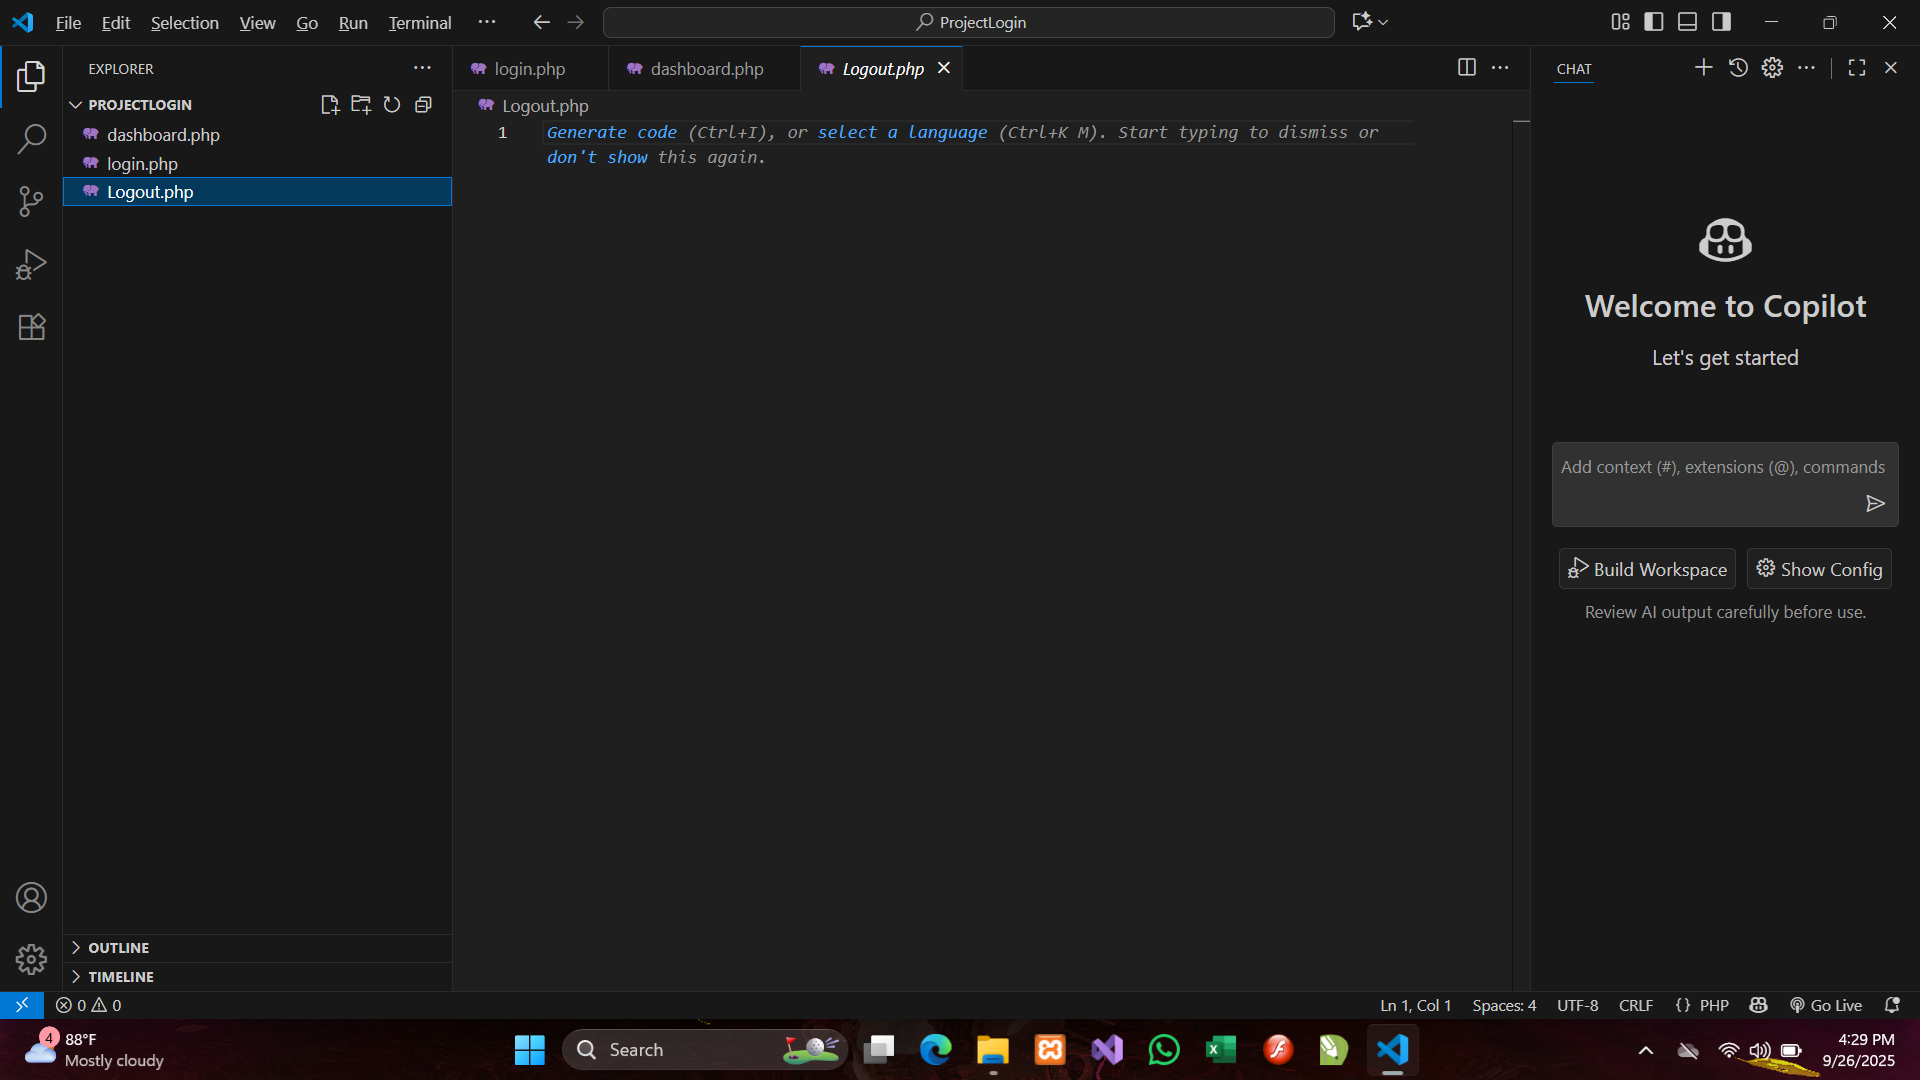 File Edit Selection View Go Run Terminal ···
ProjectLogin
EXPLORER
PROJECTLOGIN
dashboard.php
login.php
Logout.php
OUTLINE
TIMELINE
login.php dashboard.php Logout.php
Logout.php
1 Generate code (Ctrl+I), or select a language (Ctrl+K M). Start typing to dismiss or
don't show this again.
CHAT
Welcome to Copilot
Let's get started
Add context (#), extensions (@), commands
Build Workspace Show Config
Review AI output carefully before use.
0 0 Ln 1, Col 1 Spaces: 4 UTF-8 CRLF {} PHP Go Live
4 88°F
Mostly cloudy
Search
4:29 PM
9/26/2025